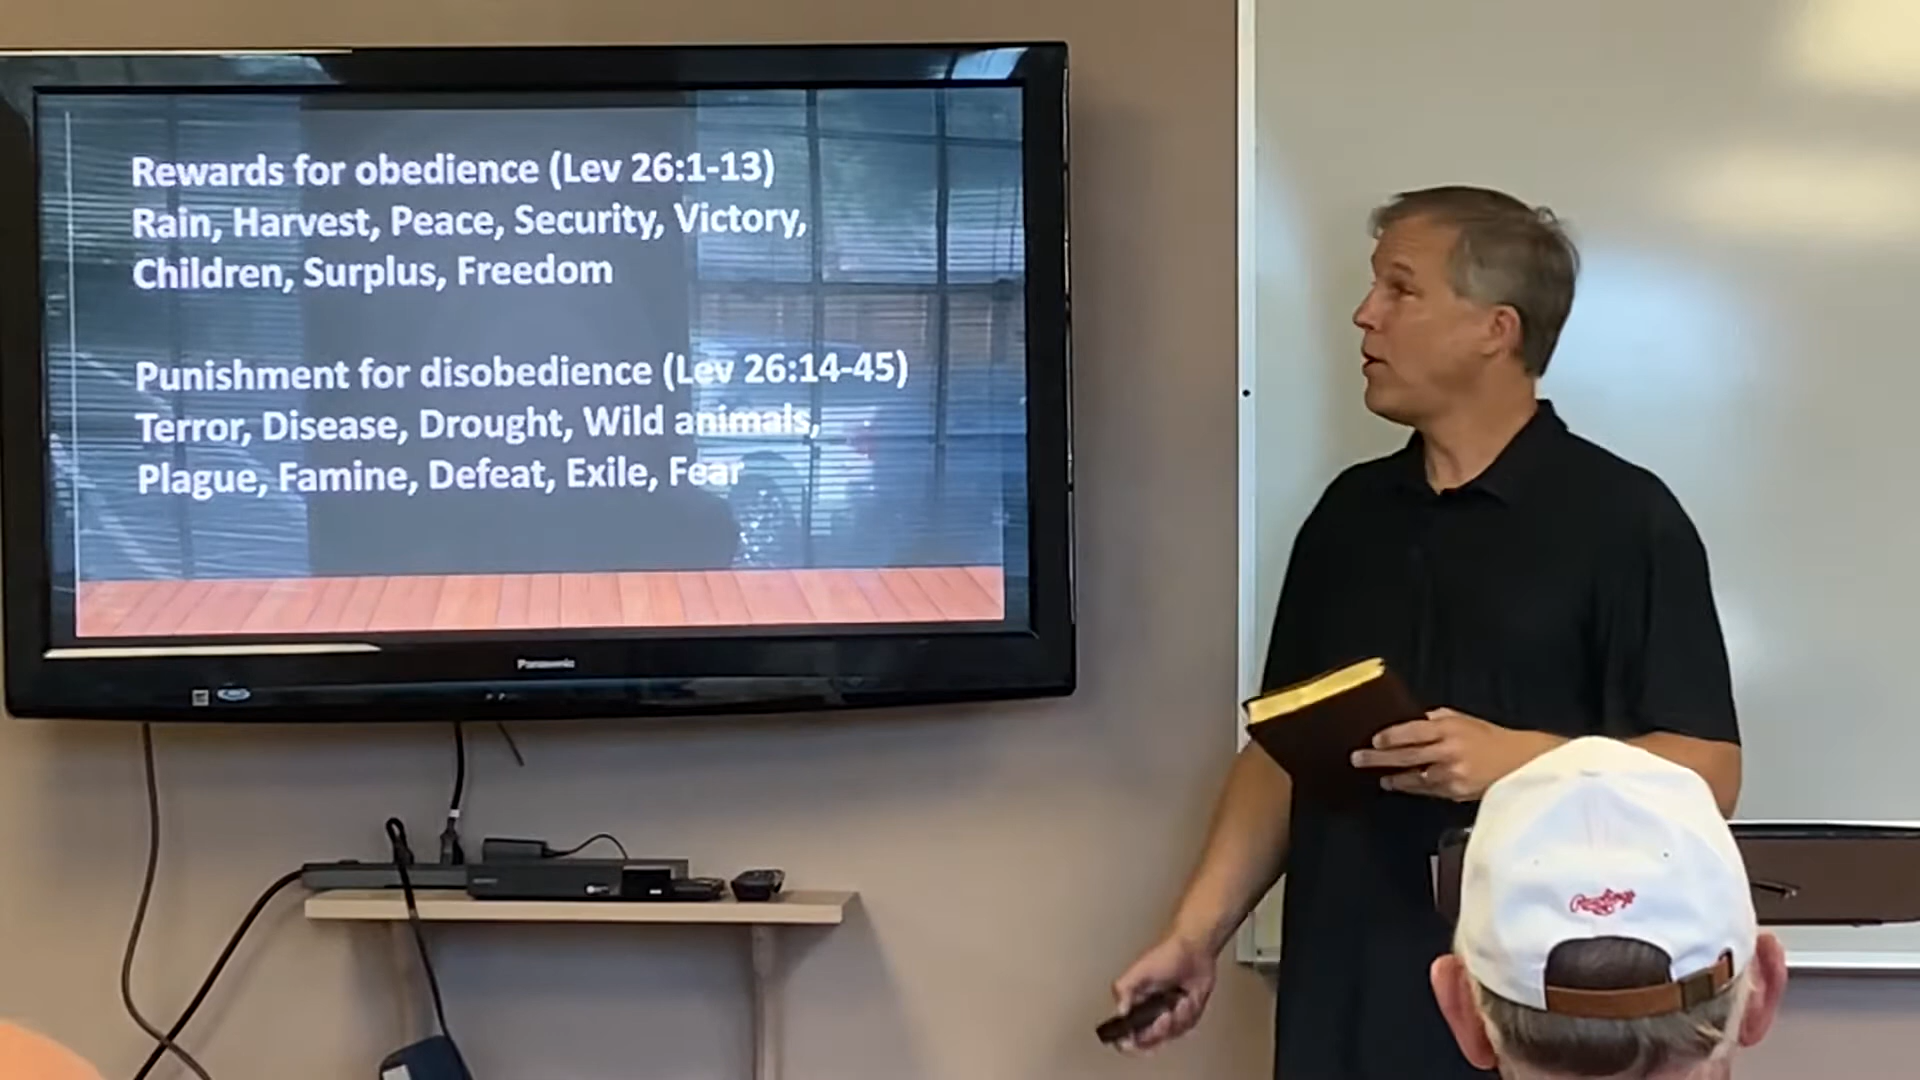 Rewards for obedience (Lev 26:1-13)
Rain, Harvest, Peace, Security, Victory,
Children, Surplus, Freedom
Punishment for disobedience (Lev 26:14-45)
Terror, Disease, Drought, Wild animals,
Plague, Famine, Defeat, Exile, Fear
Panasonic
Rawlings